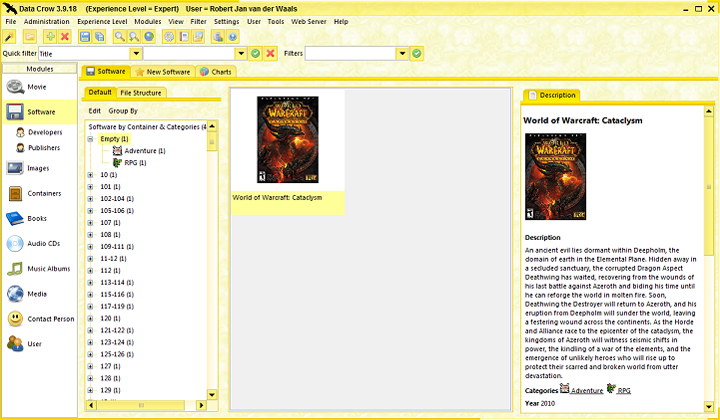 Data Crow 3.9.18 (Experience Level = Expert) User = Robert Jan van der Waals
File Administration Experience Level Modules View Filter Settings User Tools Web Server Help
Quick filter Title Filters
Modules
Movie
Software
Developers
Publishers
Images
Containers
Books
Audio CDs
Music Albums
Media
Contact Person
User
Software New Software Charts
Default File Structure
Edit Group By
Software by Container & Categories (4
Empty (1)
Adventure (1)
RPG (1)
10 (1)
101 (1)
102-104 (1)
105-106 (1)
107 (1)
108 (1)
109-111 (1)
11-12 (1)
112 (1)
113-114 (1)
115-116 (1)
117-119 (1)
120 (1)
121-122 (1)
123-124 (1)
125-126 (1)
127 (1)
128 (1)
129 (1)
WORLD
WARCRAFT
CATACLYSM
World of Warcraft: Cataclysm
Description
World of Warcraft: Cataclysm
WORLD
WARCRAFT
CATACLYSM
Description
An ancient evil lies dormant within Deepholm, the
domain of earth in the Elemental Plane. Hidden away in
a secluded sanctuary, the corrupted Dragon Aspect
Deathwing has waited, recovering from the wounds of
his last battle against Azeroth and biding his time until
he can reforge the world in molten fire. Soon,
Deathwing the Destroyer will return to Azeroth, and his
eruption from Deepholm will sunder the world, leaving
a festering wound across the continents. As the Horde
and Alliance race to the epicenter of the cataclysm, the
kingdoms of Azeroth will witness seismic shifts in
power, the kindling of a war of the elements, and the
emergence of unlikely heroes who will rise up to
protect their scarred and broken world from utter
devastation.
Categories Adventure RPG
Year 2010